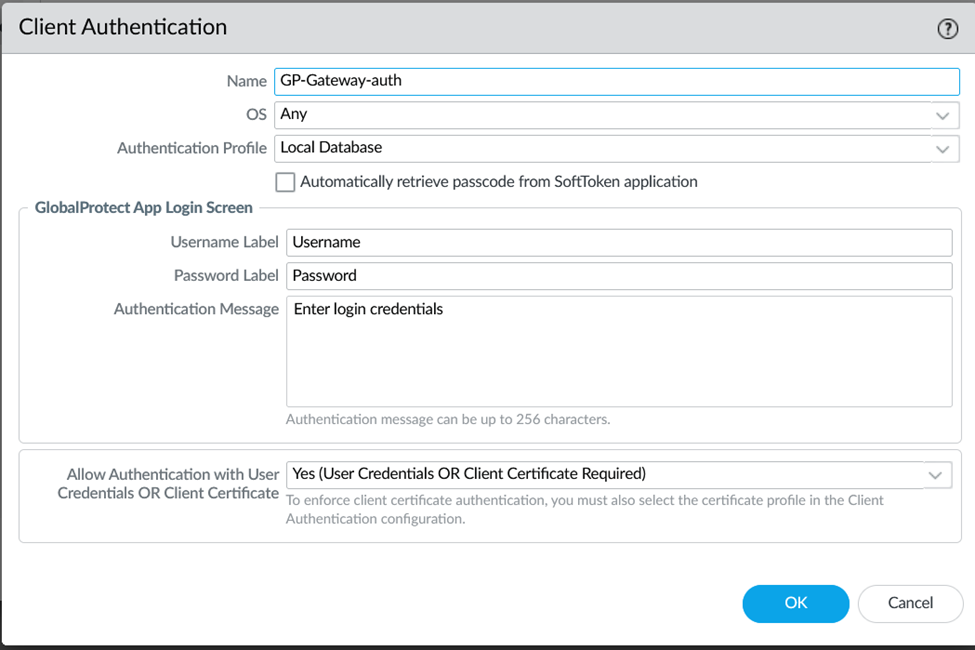 Client Authentication
?
Name GP-Gateway-auth
OS Any
Authentication Profile Local Database
Automatically retrieve passcode from SoftToken application
GlobalProtect App Login Screen
Username Label Username
Password Label Password
Authentication Message Enter login credentials
Authentication message can be up to 256 characters.
Allow Authentication with User Yes (User Credentials OR Client Certificate Required)
Credentials OR Client Certificate
To enforce client certificate authentication, you must also select the certificate profile in the Client
Authentication configuration.
OK Cancel